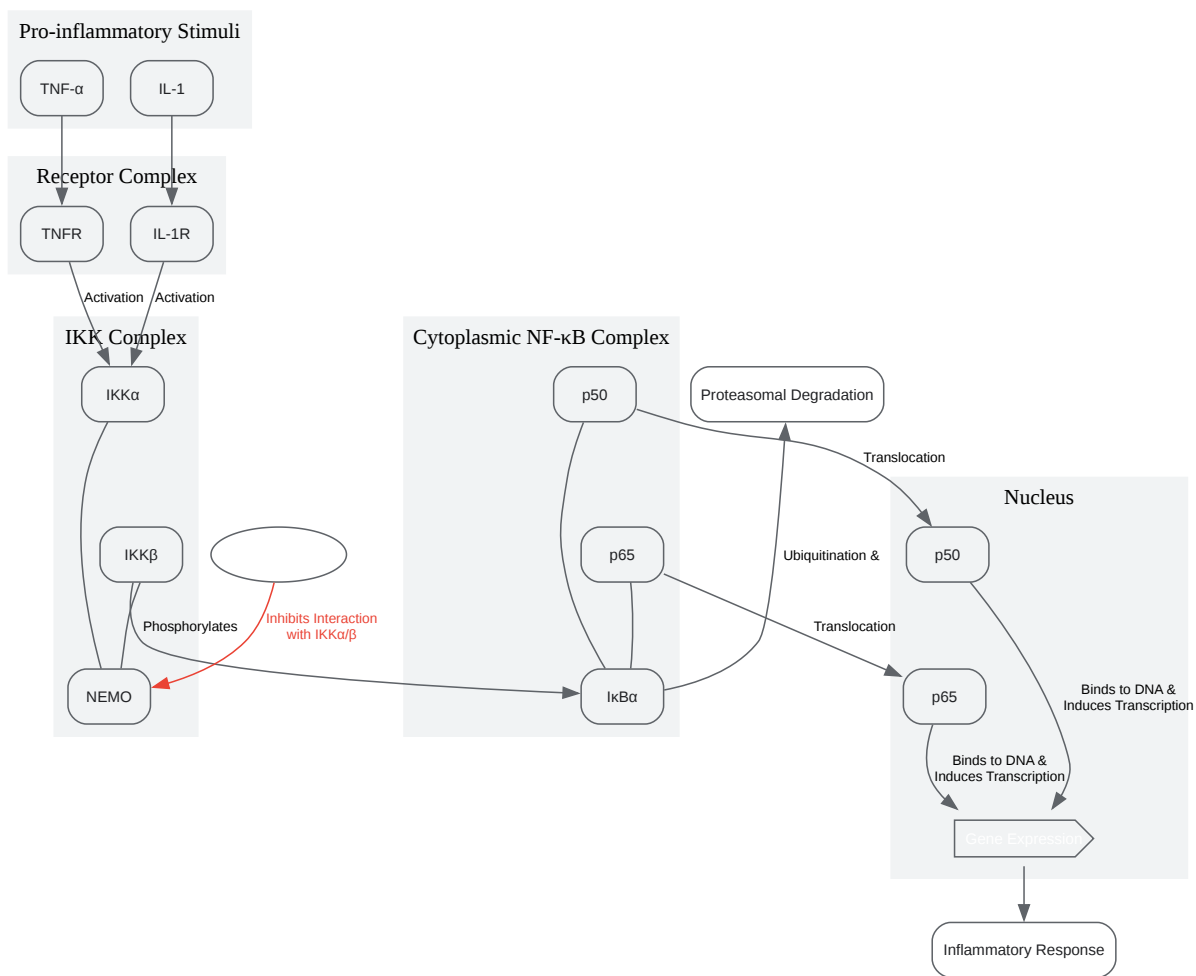 Pro-inflammatory Stimuli
TNF-α
IL-1
Receptor Complex
TNFR
IL-1R
Activation
Activation
IKK Complex
IKKα
IKKβ
Phosphorylates
Inhibits Interaction
with IKKα/β
NEMO
Cytoplasmic NF-κB Complex
p50
p65
IκBα
Proteasomal Degradation
Translocation
Ubiquitination &
Translocation
Nucleus
p50
p65
Binds to DNA &
Induces Transcription
Binds to DNA &
Induces Transcription
Gene Expression
Inflammatory Response